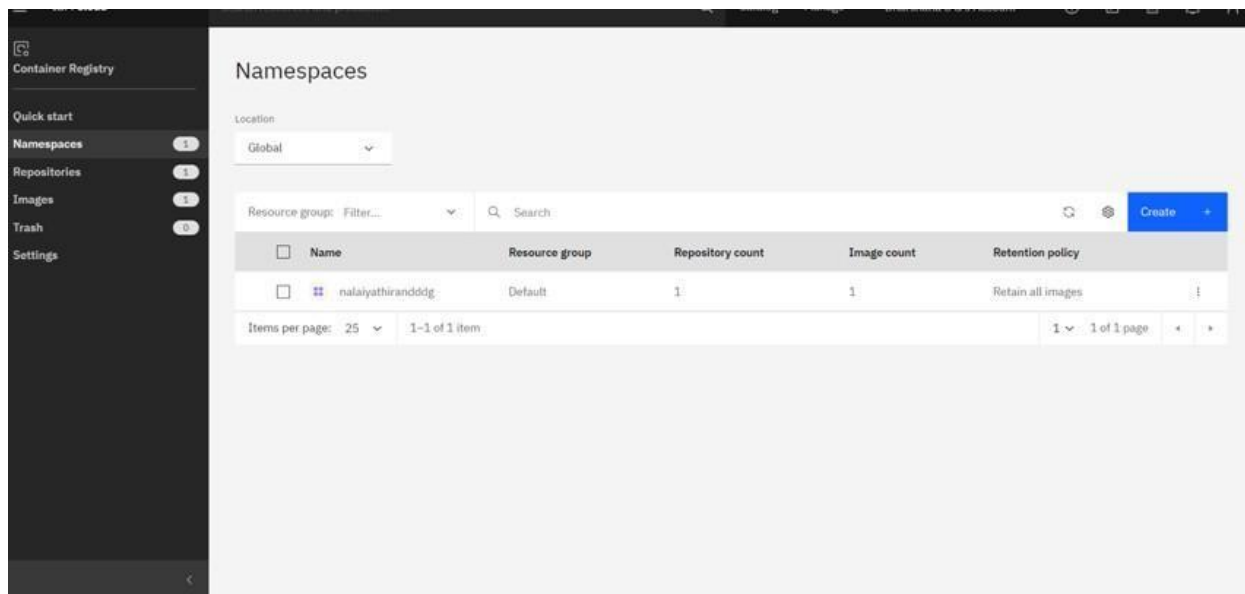 Container Registry
Quick start
Namespaces 1
Repositories 1
Images 1
Trash 0
Settings
Namespaces
Location
Global
Resource group: Filter... Search Create +
Name Resource group Repository count Image count Retention policy
nalaiyathirandddg Default 1 1 Retain all images
Items per page: 25 1–1 of 1 item 1 1 of 1 page